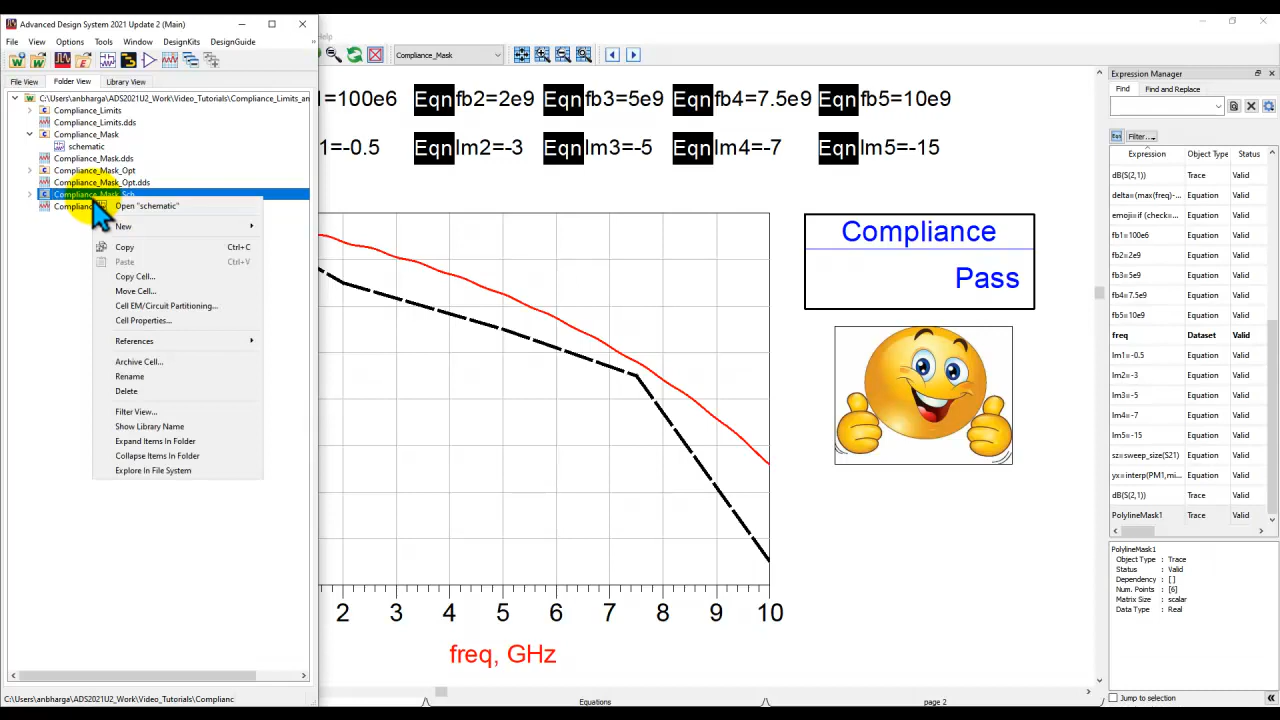 Advanced Design System 2021 Update 2 (Main)
File View Options Tools Window DesignKits DesignGuide
File View Folder View Library View
C:\Users\anbharga\ADS2021U2_Work\Video_Tutorials\Compliance_Limits_an
Compliance_Limits
Compliance_Limits.dds
Compliance_Mask
schematic
Compliance_Mask.dds
Compliance_Mask_Opt
Compliance_Mask_Opt.dds
Compliance_Mask_Sch
Open "schematic"
New
Copy Ctrl+C
Paste Ctrl+V
Copy Cell...
Move Cell...
Cell EM/Circuit Partitioning...
Cell Properties...
References
Archive Cell...
Rename
Delete
Filter View...
Show Library Name
Expand Items In Folder
Collapse Items In Folder
Explore In File System
C:\Users\anbharga\ADS2021U2_Work\Video_Tutorials\Complianc
Help
Compliance_Mask
1=100e6 Eqn fb2=2e9 Eqn fb3=5e9 Eqn fb4=7.5e9 Eqn fb5=10e9
1=-0.5 Eqn lm2=-3 Eqn lm3=-5 Eqn lm4=-7 Eqn lm5=-15
Compliance
Pass
2 3 4 5 6 7 8 9 10
freq, GHz
Equations
page 2
Expression Manager
Find Find and Replace
Eqn Filter...
Expression Object Type Status
dB(S(2,1) Trace Valid
delta=(max(freq)-... Equation Valid
emoji=if (check=... Equation Valid
fb1=100e6 Equation Valid
fb2=2e9 Equation Valid
fb3=5e9 Equation Valid
fb4=7.5e9 Equation Valid
fb5=10e9 Equation Valid
freq Dataset Valid
lm1=-0.5 Equation Valid
lm2=-3 Equation Valid
lm3=-5 Equation Valid
lm4=-7 Equation Valid
lm5=-15 Equation Valid
sz=sweep_size(S21) Equation Valid
yx=interp(PM1,mi... Equation Valid
dB(S(2,1) Trace Valid
PolylineMask1 Trace Valid
PolylineMask1
Object Type : Trace
Status : Valid
Dependency : [ ]
Num. Points : [6]
Matrix Size : scalar
Data Type : Real
Jump to selection